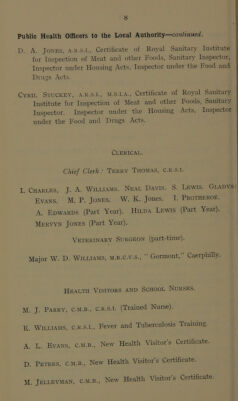 8
Public Health Officers to the Local Authority—continued.
D. A. JONES, A.R.S.I., Certificate of Royal Sanitary Institute
for Inspection of Meat and other Foods, Sanitary Inspector,
Inspector under Housing Acts, Inspector under the Food and
Drugs Acts.
CYRIL STUCKEY, A.R.S.I., M.S.I.A., Certificate of Royal Sanitary
Institute for Inspection of Meat and other Foods, Sanitary
Inspector. Inspector under Housing Acts, Inspector
under the Food and Drugs Acts.
CLERICAL.
Chief Clerk: TERRY THOMAS, C.R.S.I.
I. CHARLES, J. A. WILLIAMS. NEAL DAVIS. S. LEWIS. GLADYS
EVANS. M. P. JONES. W. K. JONES. I. PROTHEROE.
A. EDWARDS (Part Year). HILDA LEWIS (Part Year).
MERVYN JONES (Part Year).
VETERINARY SURGEON (part-time).
Major W. D. WILLIAMS, M.R.C.V.S., "Gormont," Caerphilly.
HEALTH VISITORS AND SCHOOL NURSES.
M. J. PARRY, C.M.B., C.R.S.I. (Trained Nurse).
R. WILLIAMS, C.R.S.I., Fever and Tuberculosis Training.
A. L. EVANS, C.M.B., New Health Visitor's Certificate.
D. PETERS, C.M.B., New Health Visitor's Certificate.
M. JELLEYMAN, C.M.B., New Health Visitor's Certificate.